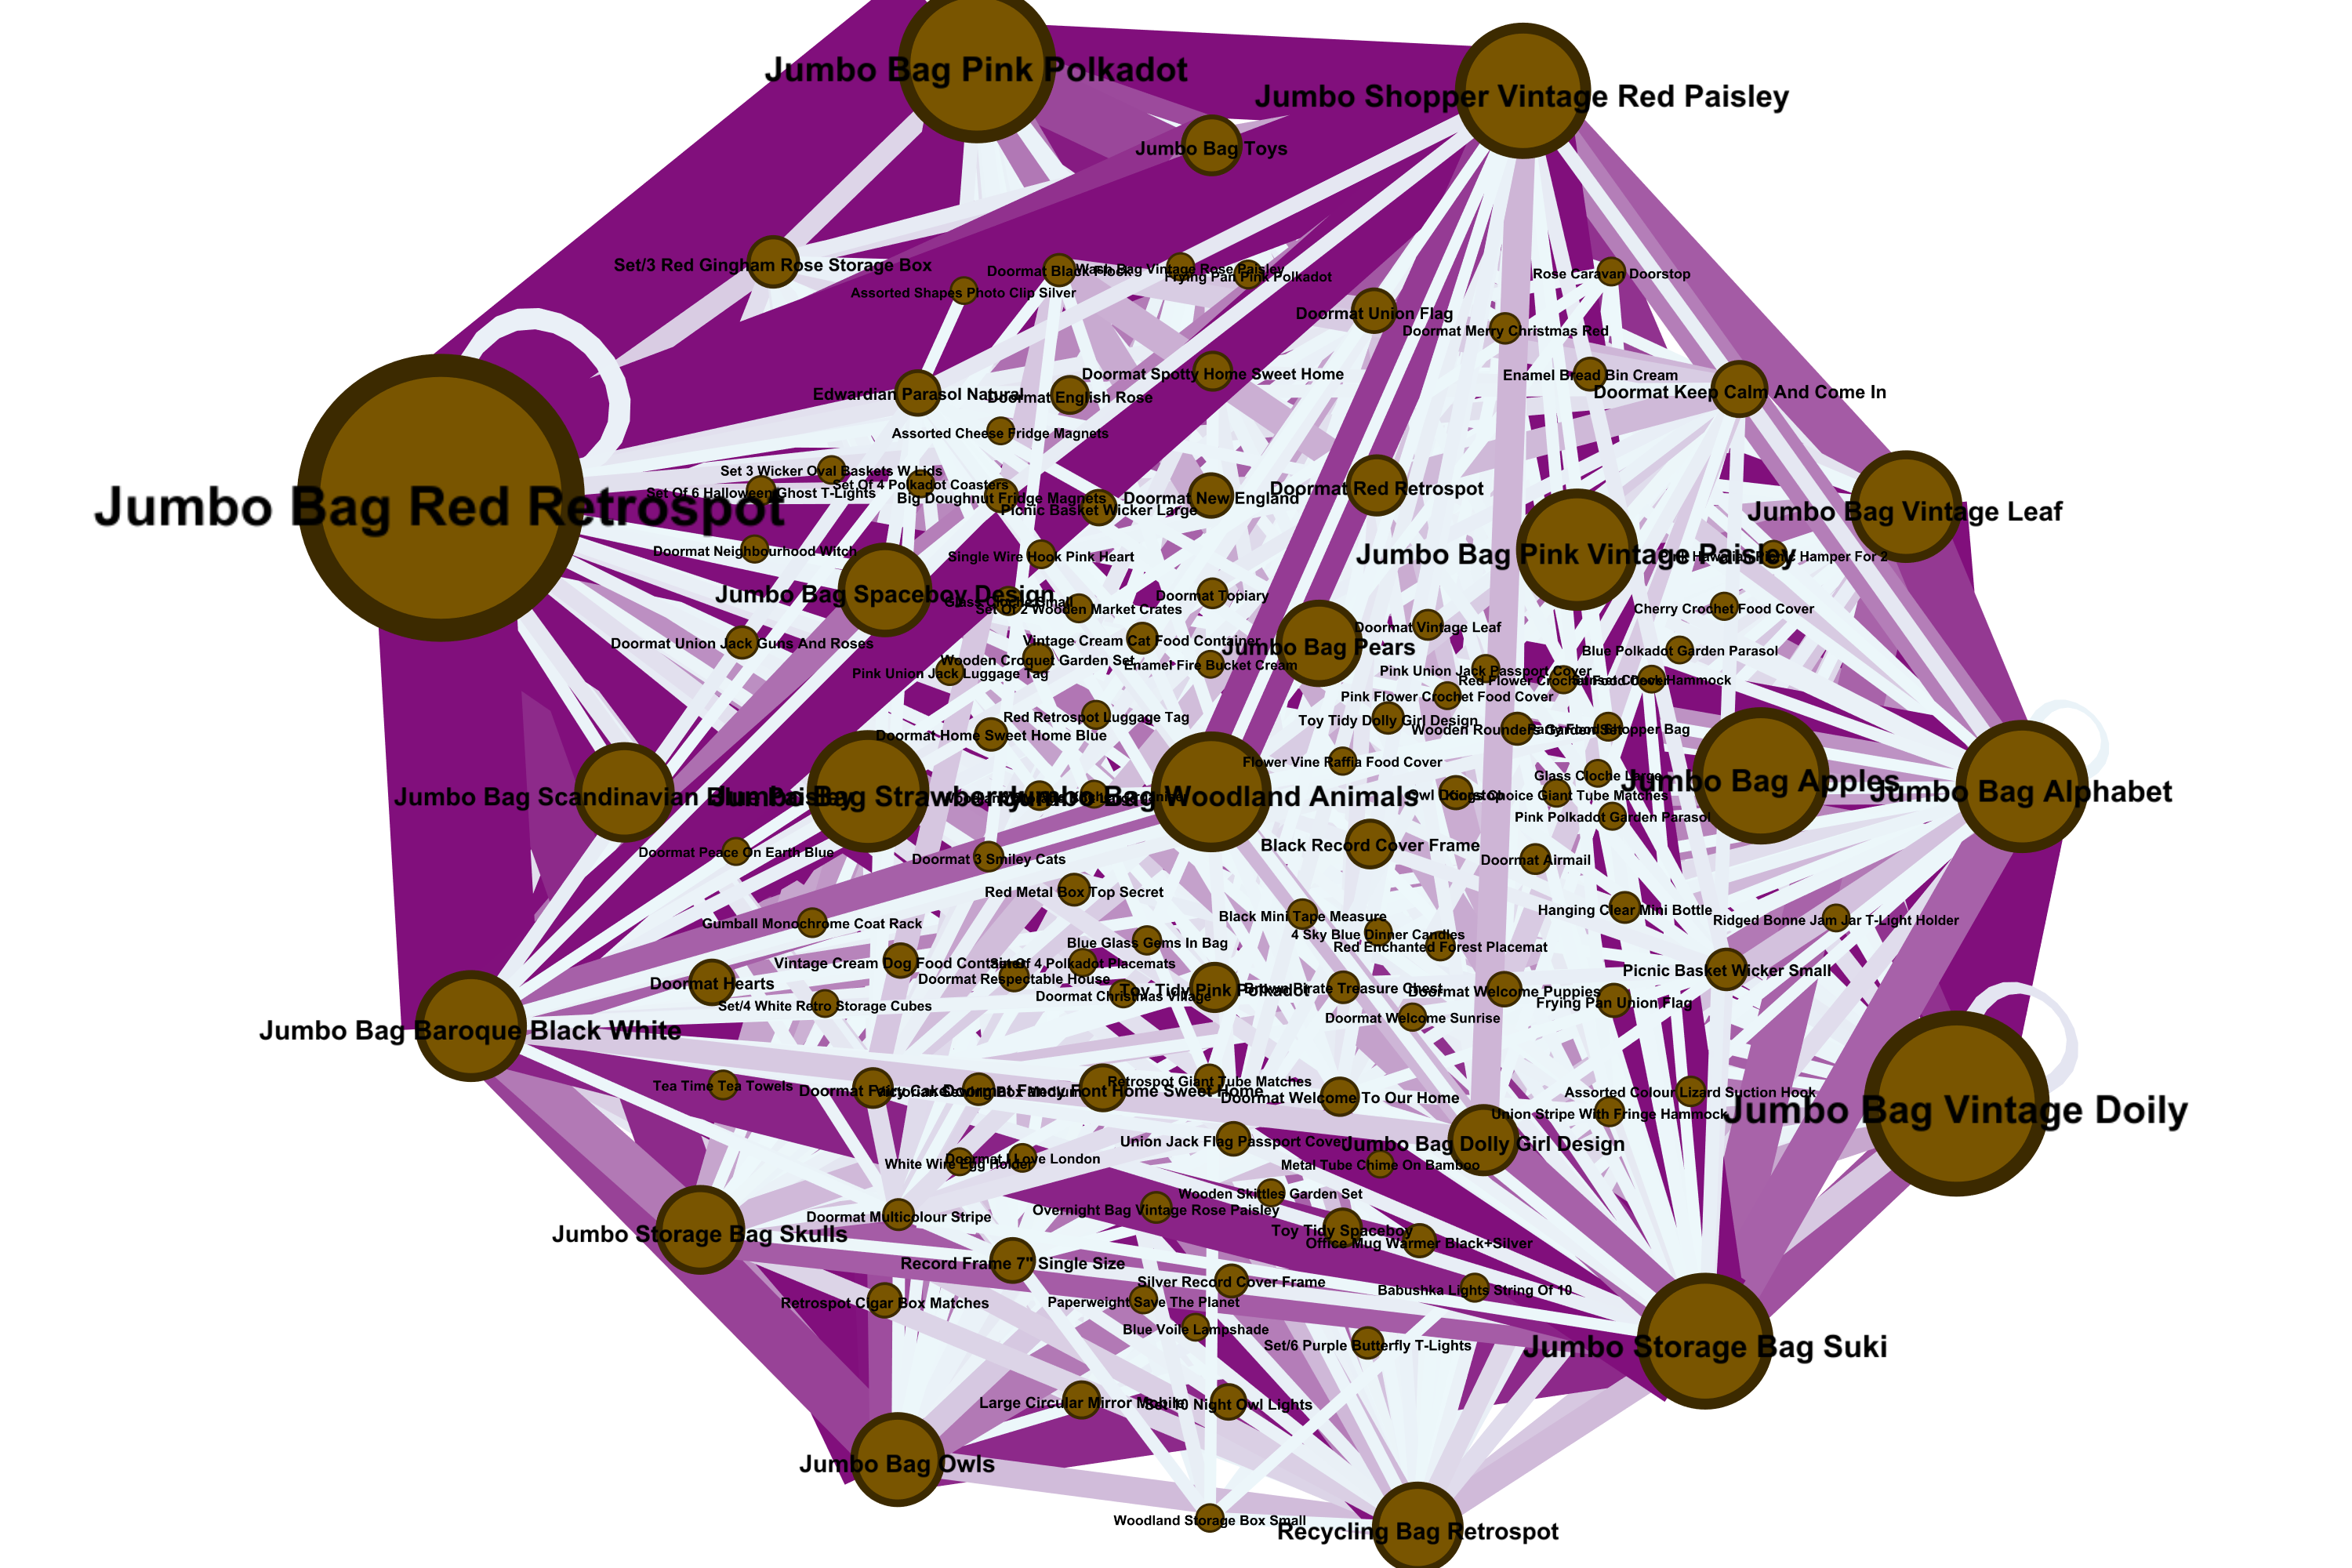 Jumbo Bag Pink Polkadot
Jumbo Shopper Vintage Red Paisley
Jumbo Bag Toys
Set/3 Red Gingham Rose Storage Box
Doormat Black Flock
Wash Bag Vintage Rose Paisley
Frying Pan Pink Polkadot
Rose Caravan Doorstop
Assorted Shapes Photo Clip Silver
Doormat Union Flag
Doormat Merry Christmas Red
Doormat Spotty Home Sweet Home
Enamel Bread Bin Cream
Edwardian Parasol Natural
Doormat English Rose
Doormat Keep Calm And Come In
Assorted Cheese Fridge Magnets
Set 3 Wicker Oval Baskets W Lids
Set Of 4 Polkadot Coasters
Set Of 6 Halloween Ghost T-Lights
Big Doughnut Fridge Magnets
Doormat New England
Doormat Red Retrospot
Jumbo Bag Red Retrospot
Picnic Basket Wicker Large
Jumbo Bag Vintage Leaf
Doormat Neighbourhood Witch
Single Wire Hook Pink Heart
Jumbo Bag Pink Vintage Paisley
Hawaiian Picnic Hamper For 2
Jumbo Bag Spaceboy Design
Glass Cloche Small
Doormat Topiary
Set Of 2 Wooden Market Crates
Cherry Crochet Food Cover
Doormat Vintage Leaf
Doormat Union Jack Guns And Roses
Vintage Cream Cat Food Container
Jumbo Bag Pears
Blue Polkadot Garden Parasol
Wooden Croquet Garden Set
Enamel Fire Bucket Cream
Pink Union Jack Luggage Tag
Pink Union Jack Passport Cover
Red Flower Crochet Food Cover
Hammock
Pink Flower Crochet Food Cover
Red Retrospot Luggage Tag
Toy Tidy Dolly Girl Design
Wooden Rounders Garden Set
Shopper Bag
Doormat Home Sweet Home Blue
Flower Vine Raffia Food Cover
Glass Cloche Large
Jumbo Bag Scandinavian Blue Paisley
Jumbo Bag Strawberry
Jumbo Bag Woodland Animals
Owl Doorstop
Kings Choice Giant Tube Matches
Jumbo Bag Apples
Jumbo Bag Alphabet
Pink Polkadot Garden Parasol
Doormat Peace On Earth Blue
Doormat 3 Smiley Cats
Black Record Cover Frame
Doormat Airmail
Red Metal Box Top Secret
Gumball Monochrome Coat Rack
Black Mini Tape Measure
Hanging Clear Mini Bottle
Ridged Bonne Jam Jar T-Light Holder
Blue Glass Gems In Bag
4 Sky Blue Dinner Candles
Red Enchanted Forest Placemat
Vintage Cream Dog Food Container
Set Of 4 Polkadot Placemats
Picnic Basket Wicker Small
Doormat Hearts
Doormat Respectable House
Toy Tidy Pink Polkadot
Brown Pirate Treasure Chest
Doormat Welcome Puppies
Doormat Christmas Village
Set/4 White Retro Storage Cubes
Frying Pan Union Flag
Doormat Welcome Sunrise
Jumbo Bag Baroque Black White
Tea Time Tea Towels
Doormat Fairy Cake
Victorian Sewing Box Medium
Doormat Fancy Font Home Sweet Home
Retrospot Giant Tube Matches
Doormat Welcome To Our Home
Assorted Colour Lizard Suction Hook
Union Stripe With Fringe Hammock
Jumbo Bag Vintage Doily
Union Jack Flag Passport Cover
Jumbo Bag Dolly Girl Design
White Wire Egg Holder
Doormat I Love London
Metal Tube Chime On Bamboo
Wooden Skittles Garden Set
Doormat Multicolour Stripe
Overnight Bag Vintage Rose Paisley
Jumbo Storage Bag Skulls
Toy Tidy Spaceboy
Office Mug Warmer Black+Silver
Record Frame 7" Single Size
Silver Record Cover Frame
Babushka Lights String Of 10
Retrospot Cigar Box Matches
Paperweight Save The Planet
Blue Voile Lampshade
Set/6 Purple Butterfly T-Lights
Jumbo Storage Bag Suki
Large Circular Mirror Mobile
Set 10 Night Owl Lights
Jumbo Bag Owls
Woodland Storage Box Small
Recycling Bag Retrospot